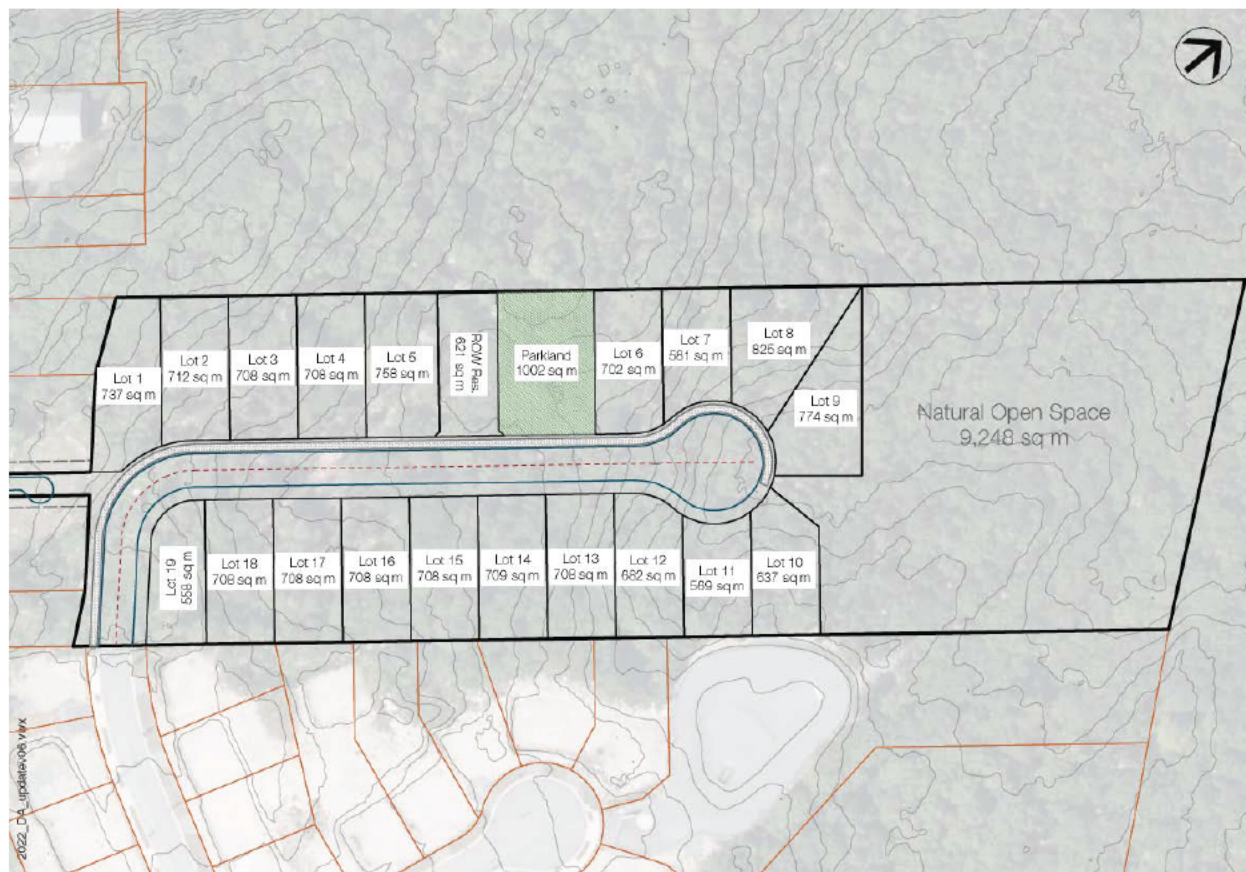 Lot 1
737 sq m
Lot 2
712 sq m
Lot 3
708 sq m
Lot 4
708 sq m
Lot 5
758 sq m
ROW Res.
621 sq m
Parkland
1002 sq m
Lot 6
702 sq m
Lot 7
581 sq m
Lot 8
825 sq m
Lot 9
774 sq m
Natural Open Space
9,248 sq m
Lot 19
558 sq m
Lot 18
708 sq m
Lot 17
708 sq m
Lot 16
708 sq m
Lot 15
708 sq m
Lot 14
709 sq m
Lot 13
708 sq m
Lot 12
682 sq m
Lot 11
569 sq m
Lot 10
637 sq m
2022_DA_updatev06.vwx